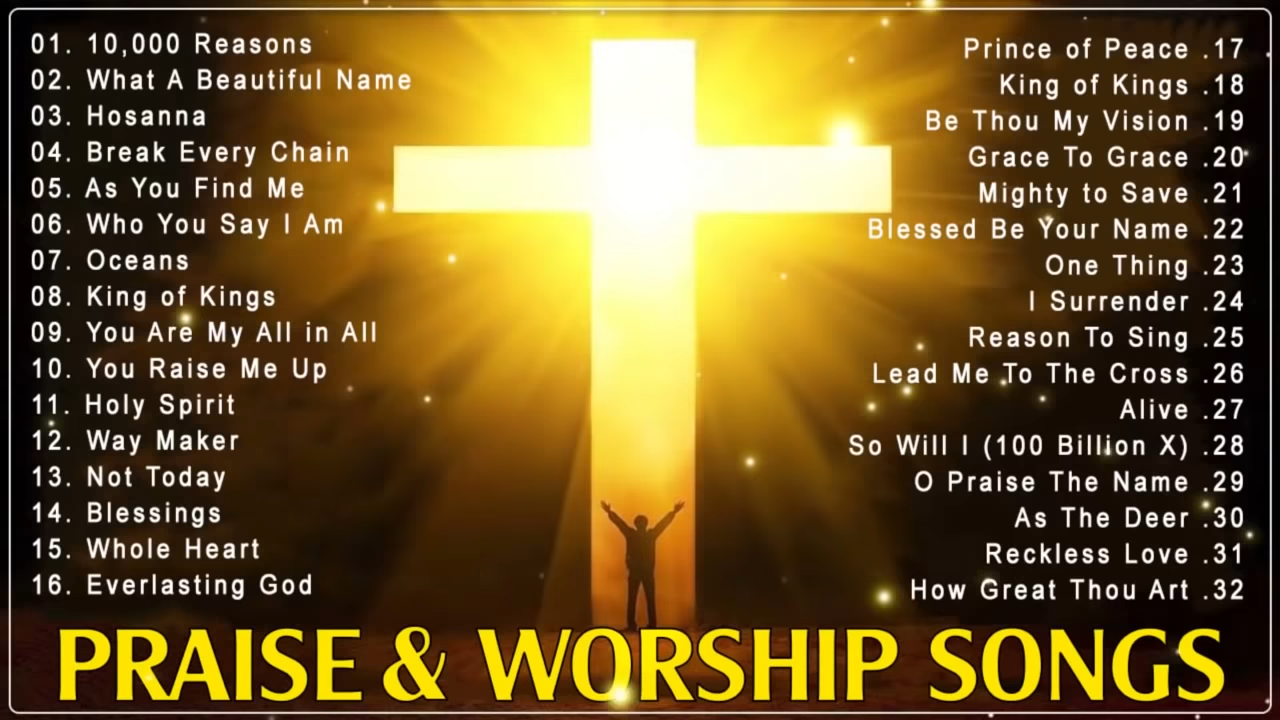 01. 10,000 Reasons
02. What A Beautiful Name
03. Hosanna
04. Break Every Chain
05. As You Find Me
06. Who You Say I Am
07. Oceans
08. King of Kings
09. You Are My All in All
10. You Raise Me Up
11. Holy Spirit
12. Way Maker
13. Not Today
14. Blessings
15. Whole Heart
16. Everlasting God
Prince of Peace .17
King of Kings .18
Be Thou My Vision .19
Grace To Grace .20
Mighty to Save .21
Blessed Be Your Name .22
One Thing .23
I Surrender .24
Reason To Sing .25
Lead Me To The Cross .26
Alive .27
So Will I (100 Billion X) .28
O Praise The Name .29
As The Deer .30
Reckless Love .31
How Great Thou Art .32
PRAISE & WORSHIP SONGS